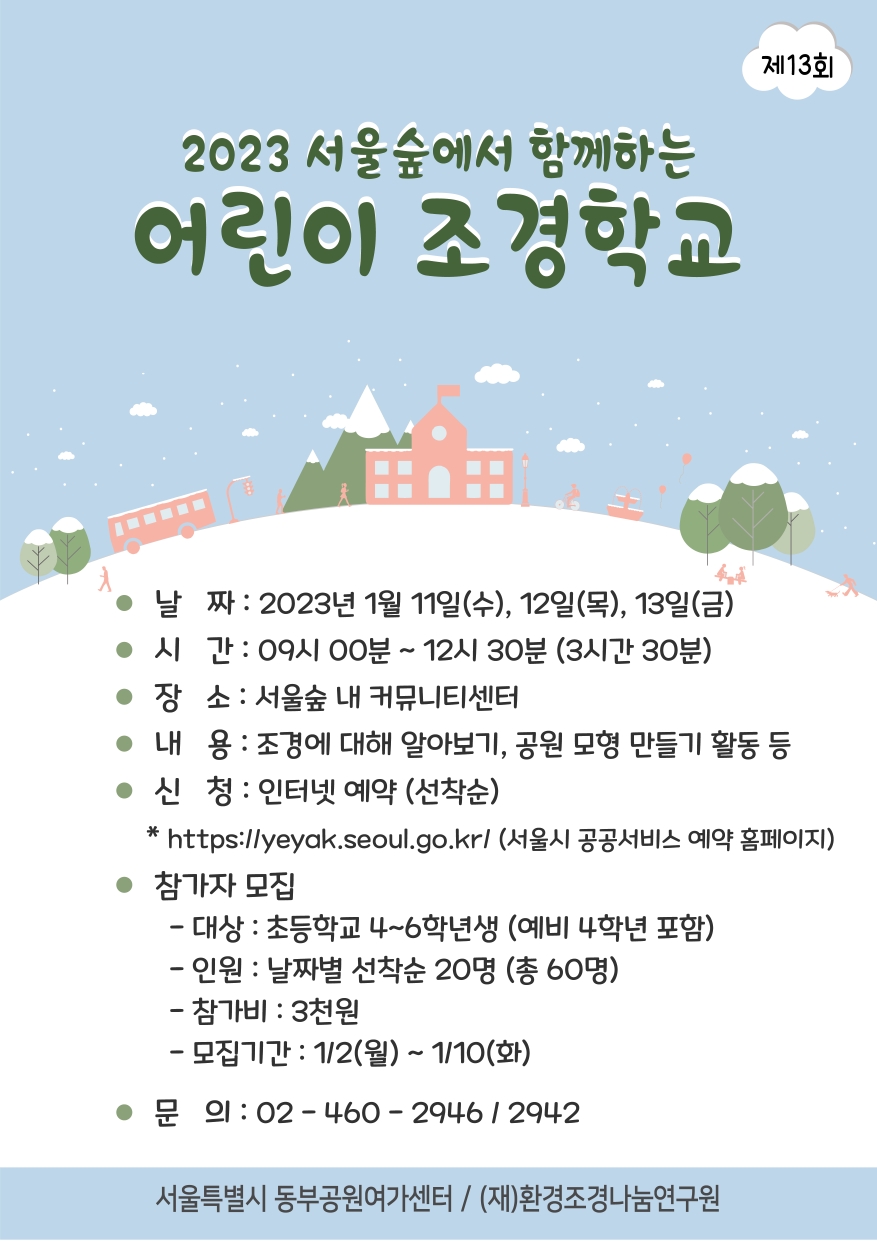 제13회
2023 서울숲에서 함께하는
어린이 조경학교
날 짜 : 2023년 1월 11일(수), 12일(목), 13일(금)
시 간 : 09시 00분 ~ 12시 30분 (3시간 30분)
장 소 : 서울숲 내 커뮤니티센터
내 용 : 조경에 대해 알아보기, 공원 모형 만들기 활동 등
신 청 : 인터넷 예약 (선착순)
* https://yeyak.seoul.go.kr/ (서울시 공공서비스 예약 홈페이지)
참가자 모집
- 대상 : 초등학교 4~6학년생 (예비 4학년 포함)
- 인원 : 날짜별 선착순 20명 (총 60명)
- 참가비 : 3천원
- 모집기간 : 1/2(월) ~ 1/10(화)
문 의 : 02 - 460 - 2946 / 2942
서울특별시 동부공원여가센터 / (재)환경조경나눔연구원